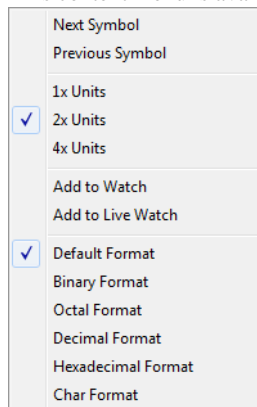 Next Symbol
Previous Symbol
1x Units
2x Units
4x Units
Add to Watch
Add to Live Watch
Default Format
Binary Format
Octal Format
Decimal Format
Hexadecimal Format
Char Format